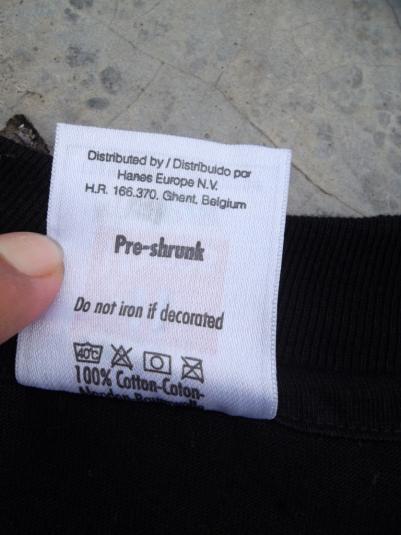 Distributed by / Distribuido por
Hanes Europe N.V.
H.R. 166.370, Ghent, Belgium
Pre-shrunk
Do not iron if decorated
40°C
100% Cotton-Coton-